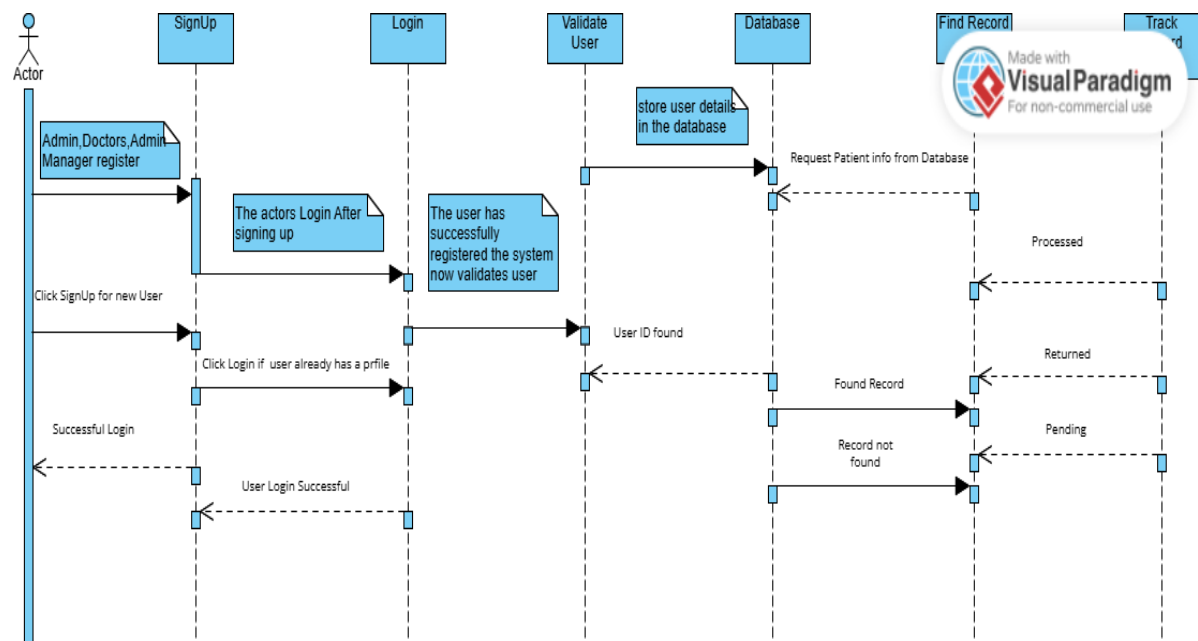 SignUp
Login
Validate
User
Database
Find Record
Track
Actor
Made with
Visual Paradigm
For non-commercial use
store user details
in the database
Admin,Doctors,Admin
Manager register
Request Patient info from Database
The actors Login After
signing up
The user has
successfully
registered the system
now validates user
Processed
Click SignUp for new User
User ID found
Click Login if user already has a prfile
Returned
Found Record
Successful Login
Pending
Record not
found
User Login Successful